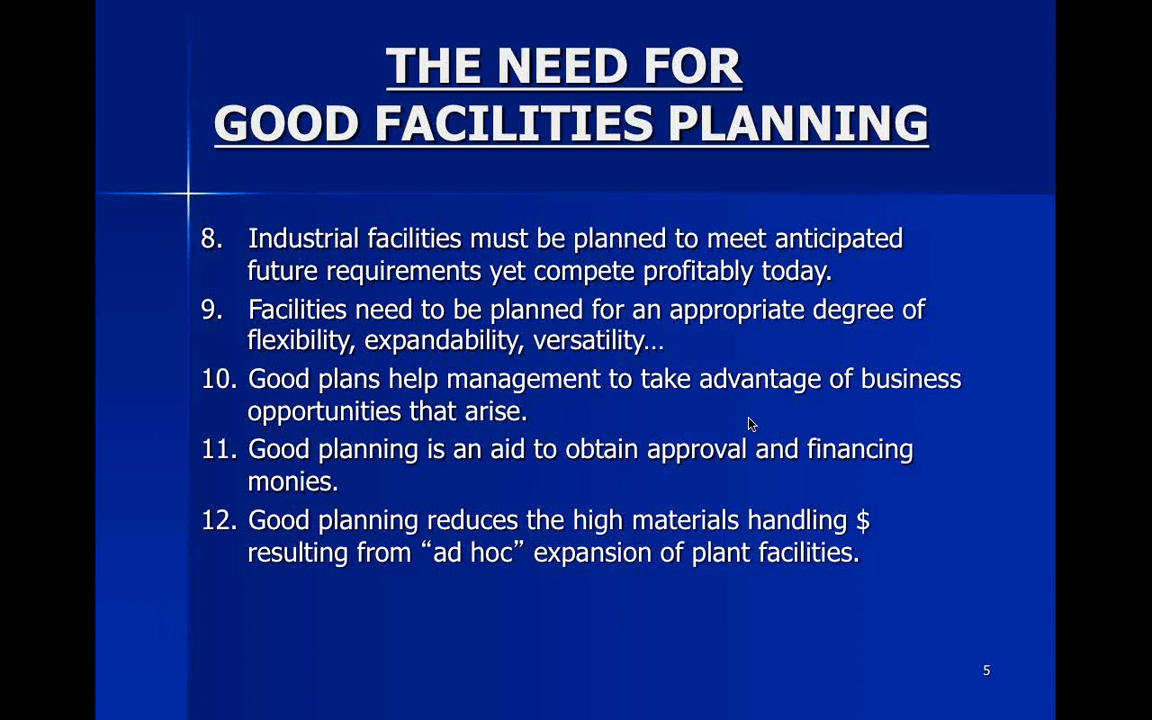 THE NEED FOR
GOOD FACILITIES PLANNING
8. Industrial facilities must be planned to meet anticipated
future requirements yet compete profitably today.
9. Facilities need to be planned for an appropriate degree of
flexibility, expandability, versatility…
10. Good plans help management to take advantage of business
opportunities that arise.
11. Good planning is an aid to obtain approval and financing
monies.
12. Good planning reduces the high materials handling $
resulting from “ad hoc” expansion of plant facilities.
5